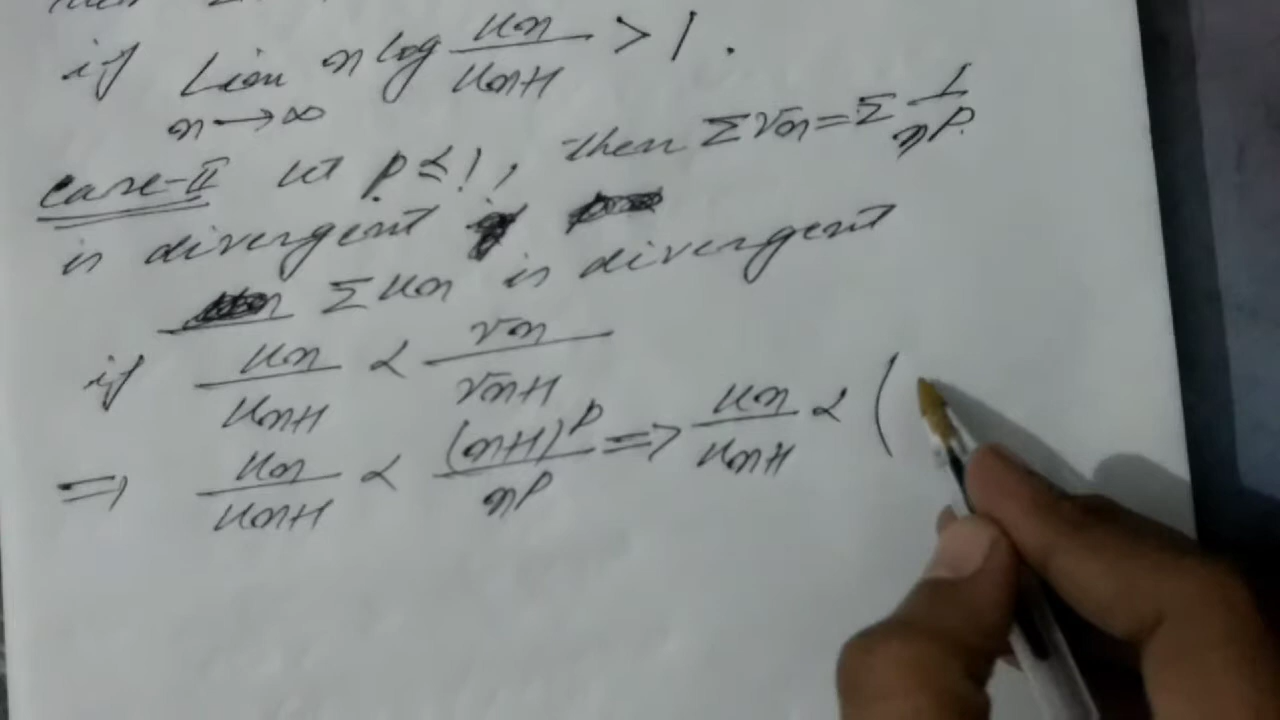 if Lim n→∞ n log un/un+1 > 1 .
Case-II let p ≤ 1, then Σvn = Σ 1/n^p.
is divergent
Σun is divergent
if un/un+1 < vn/vn+1
⇒ un/un+1 < (n+1)^p/n^p ⇒ un/un+1 < (